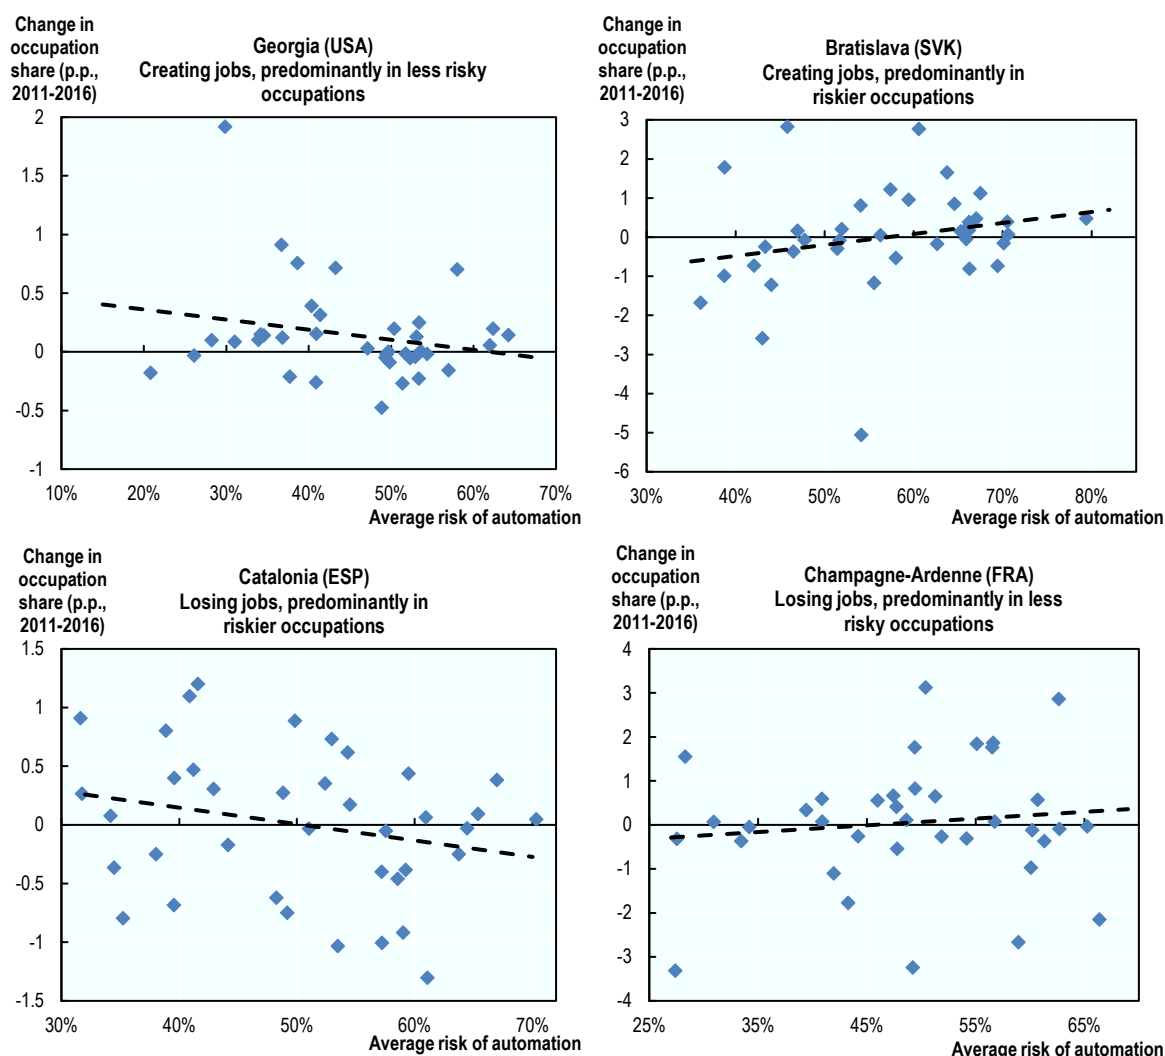 Change in
occupation
share (p.p.,
2011-2016)
Georgia (USA)
Creating jobs, predominantly in less risky
occupations
2
1.5
1
0.5
0
-0.5
-1
10%
20%
30%
40%
50%
60%
70%
Average risk of automation
Change in
occupation
share (p.p.,
2011-2016)
Bratislava (SVK)
Creating jobs, predominantly in
riskier occupations
3
2
1
0
-1
-2
-3
-4
-5
-6
30%
40%
50%
60%
70%
80%
Average risk of automation
Change in
occupation
share (p.p.,
2011-2016)
Catalonia (ESP)
Losing jobs, predominantly in
riskier occupations
1.5
1
0.5
0
-0.5
-1
-1.5
30%
40%
50%
60%
70%
Average risk of automation
Change in
occupation
share (p.p.,
2011-2016)
Champagne-Ardenne (FRA)
Losing jobs, predominantly in less
risky occupations
4
3
2
1
0
-1
-2
-3
-4
25%
35%
45%
55%
65%
Average risk of automation